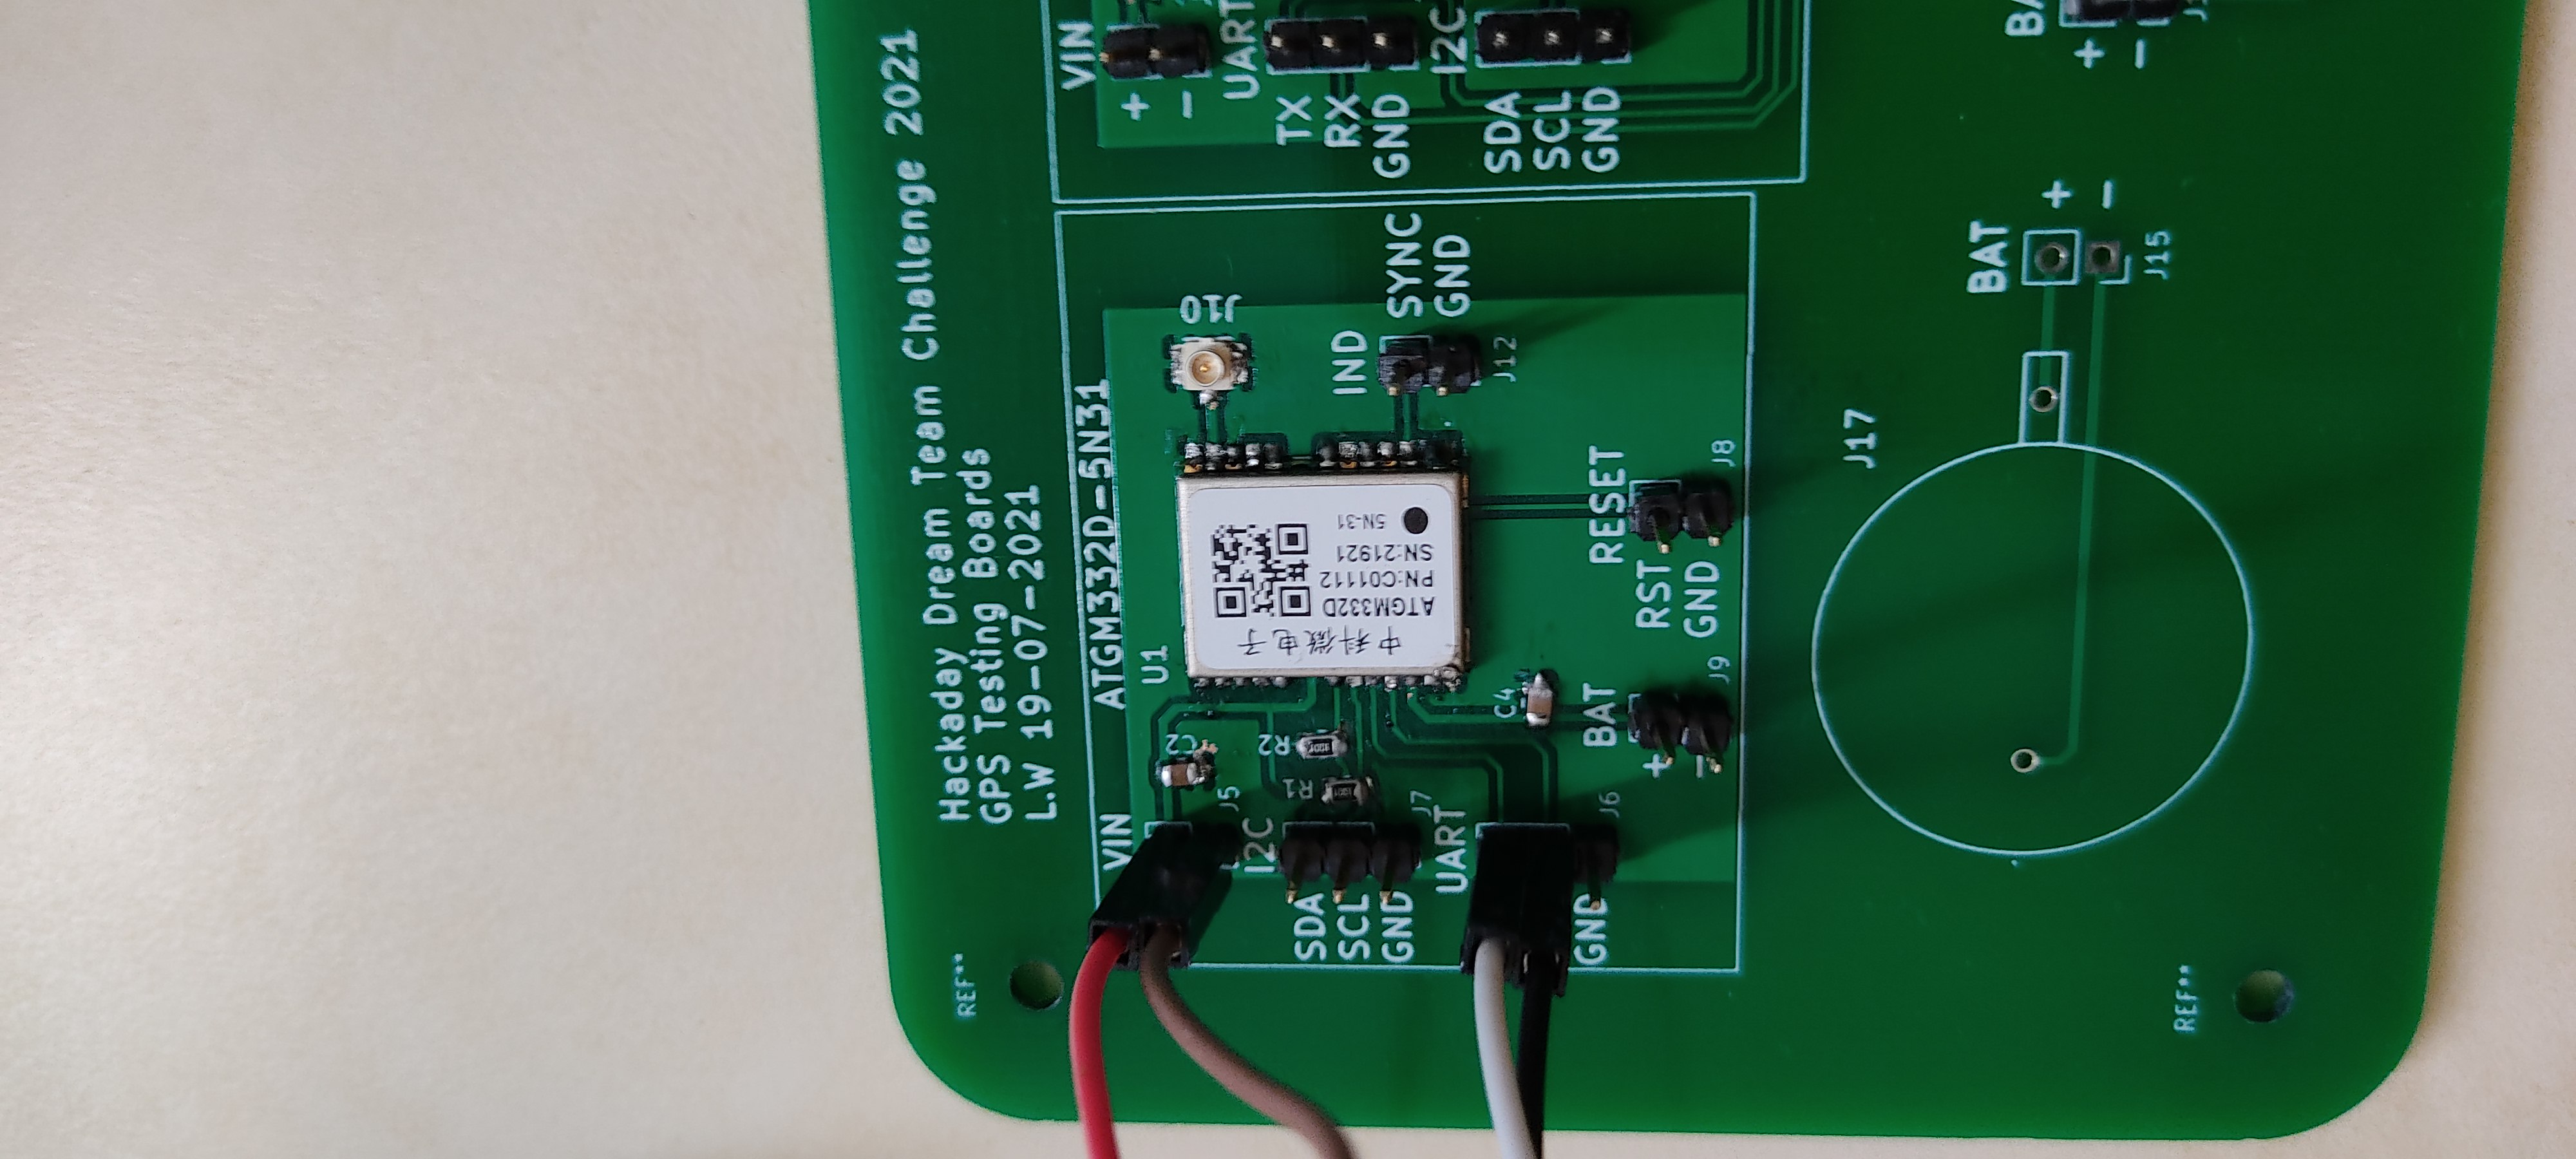 Hackaday Dream Team Challenge 2021
GPS Testing Boards
L.W 19-07-2021
REF**
VIN
ATGM332D-5N31
U1
C2
J5
J10
I2C
R1
R2
SDA
SCL
GND
J7
中科微电子
ATGM332D
PN:C01112
SN:21921
5N-31
IND
SYNC
GND
J12
UART
C4
GND
J6
BAT
+
-
J9
RESET
RST
GND
J8
VIN
+
-
UART
TX
RX
GND
I2C
SDA
SCL
GND
J17
BAT
+
-
J15
+
-
REF**